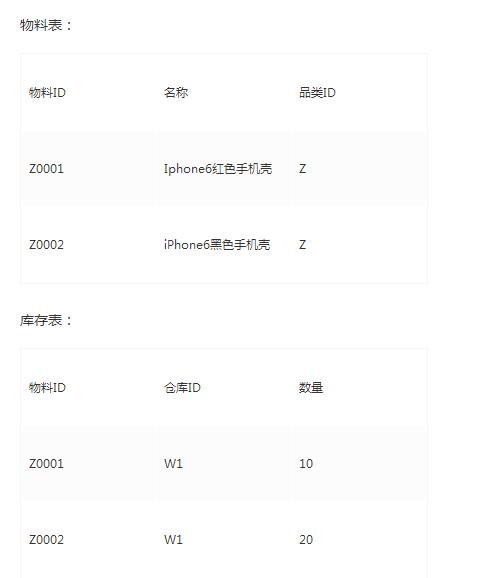 物料表：
物料ID 名称 品类ID
Z0001 Iphone6红色手机壳 Z
Z0002 iPhone6黑色手机壳 Z
库存表：
物料ID 仓库ID 数量
Z0001 W1 10
Z0002 W1 20